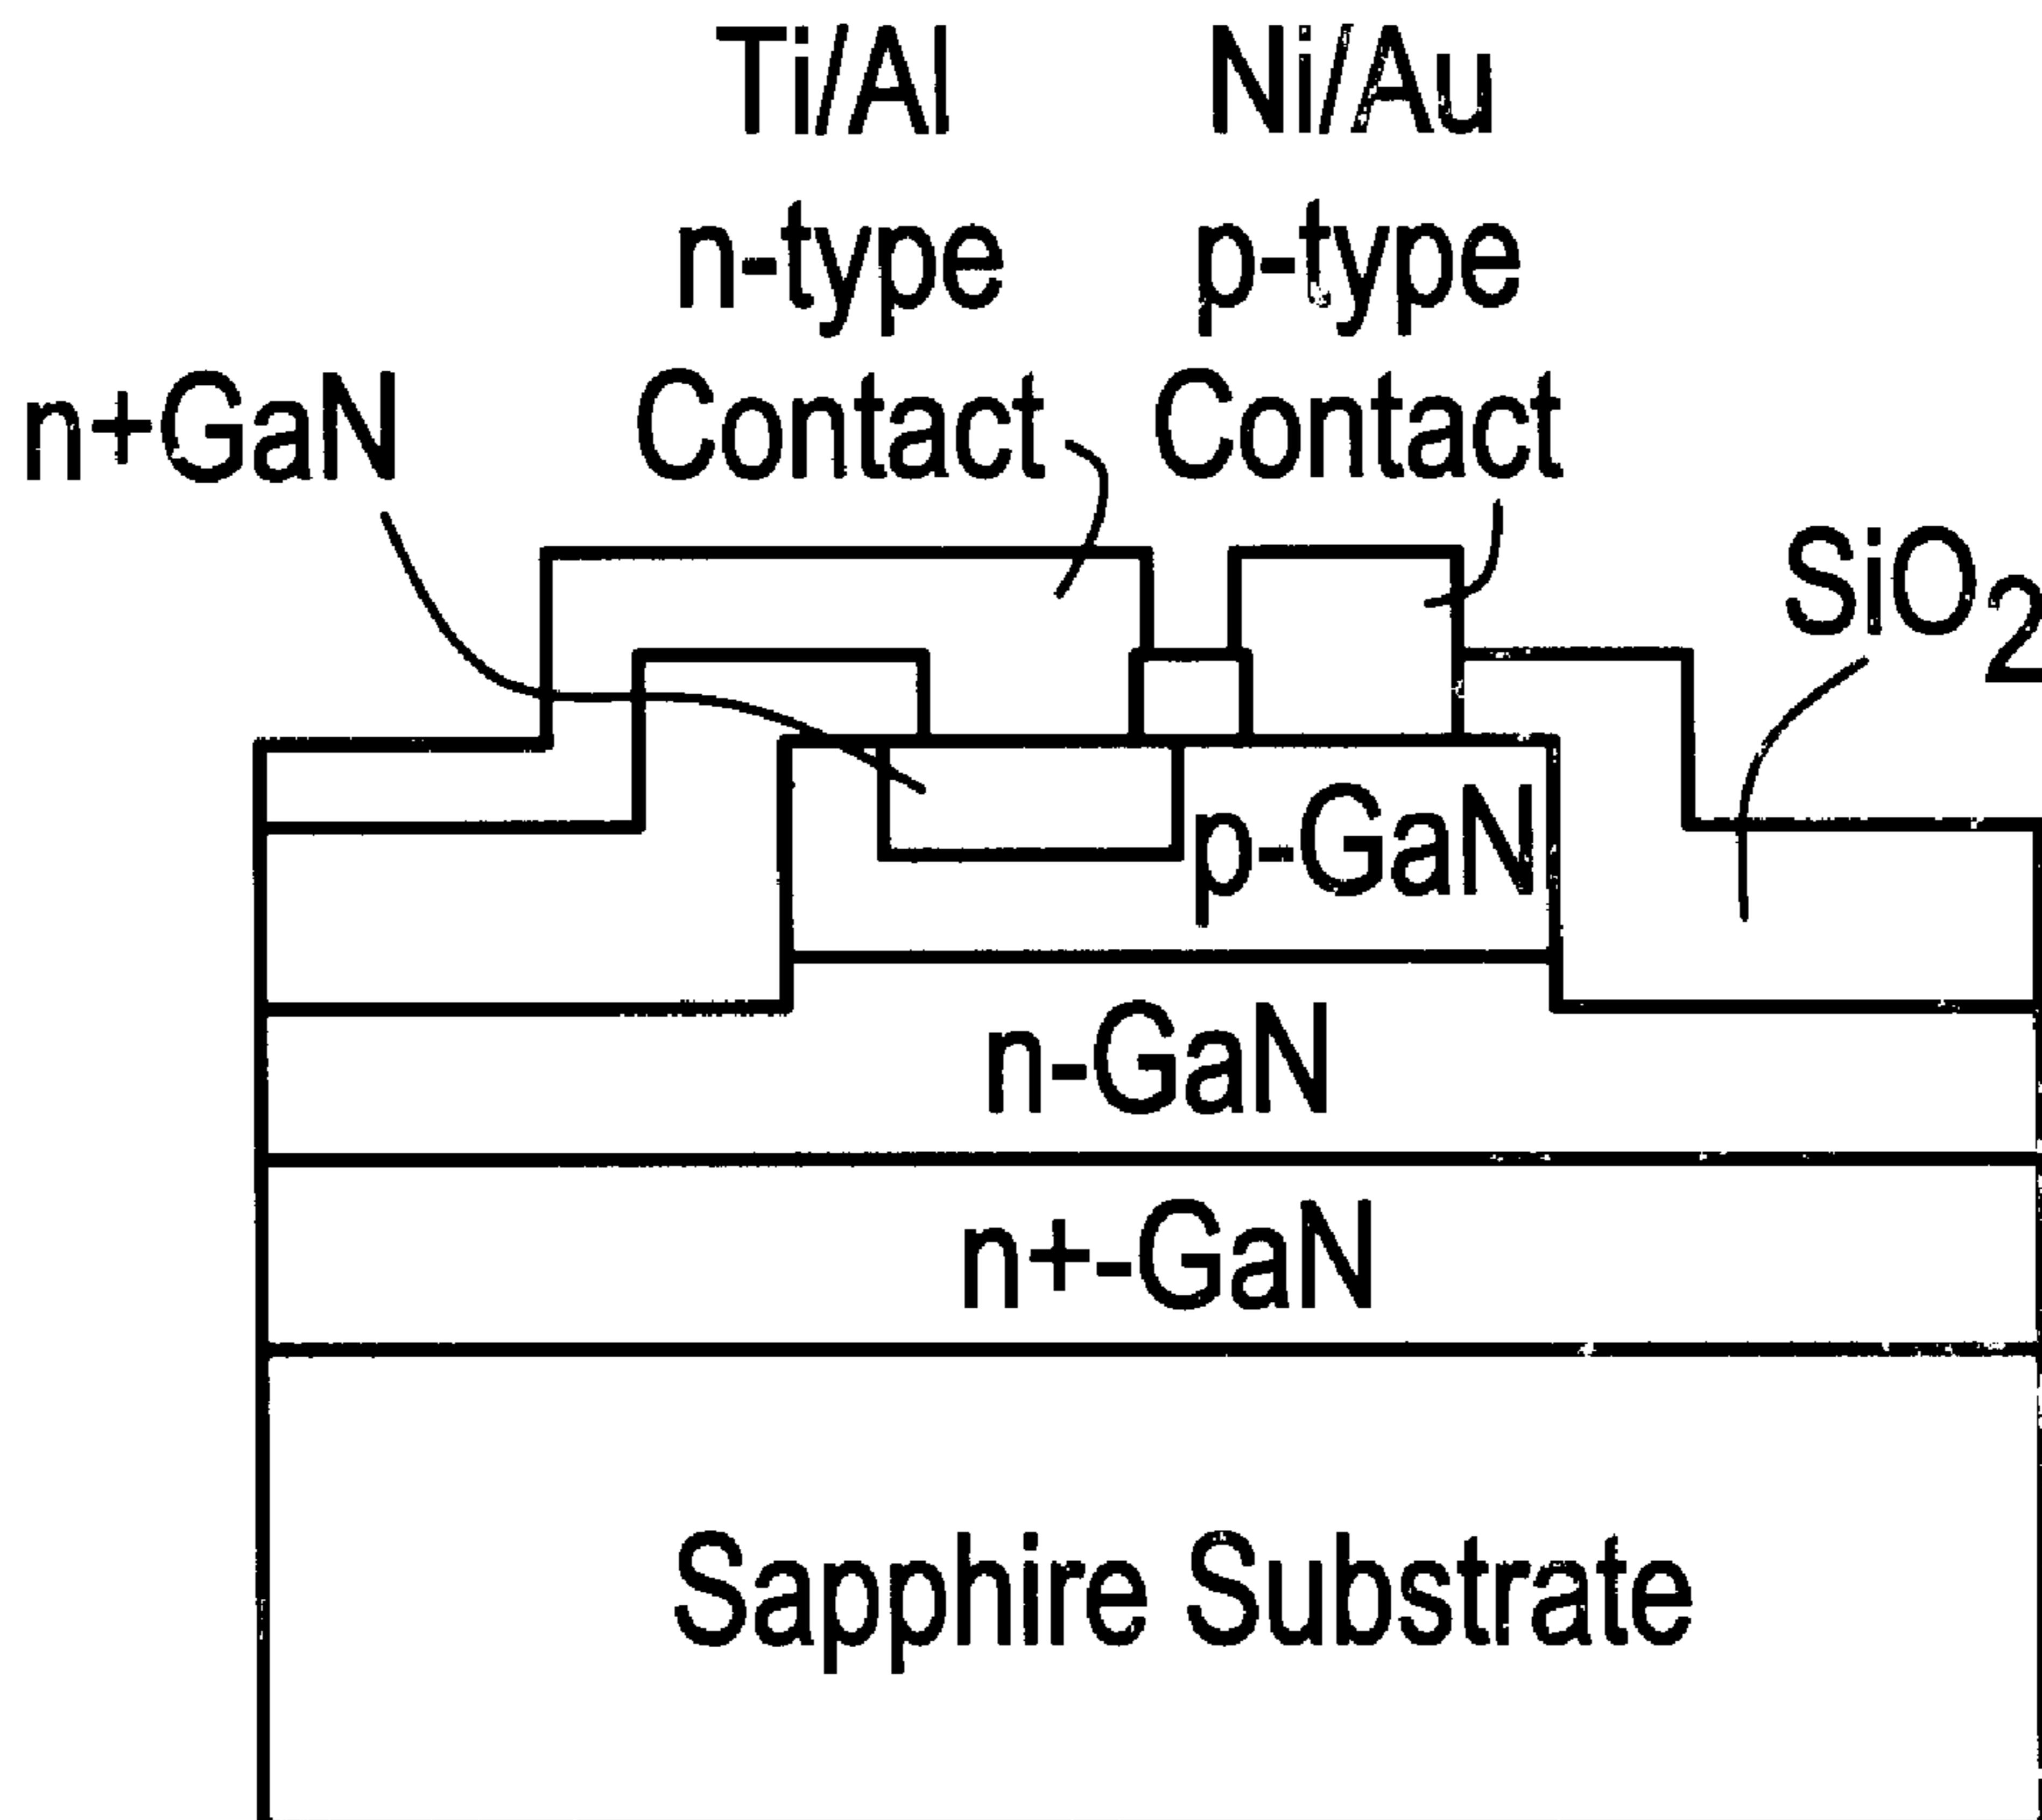 Ti/Al
n-type
Contact
Ni/Au
p-type
Contact
n+GaN
SiO2
p-GaN
n-GaN
n+-GaN
Sapphire Substrate